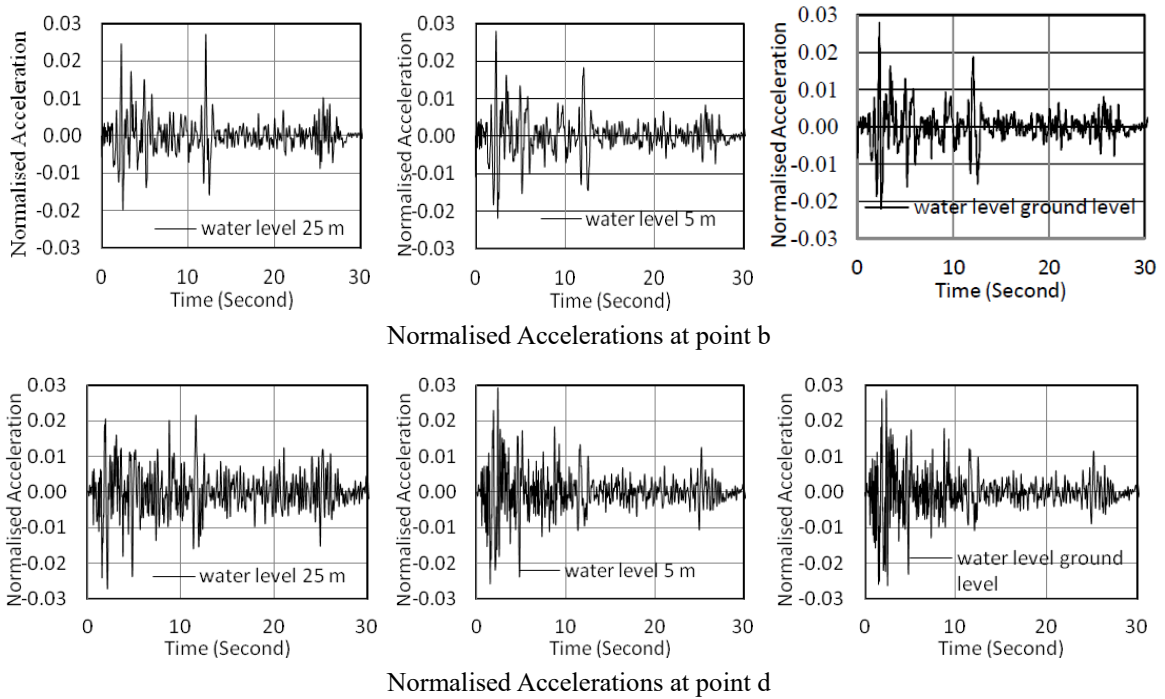 Normalised Acceleration
0.03
0.02
0.01
0.00
-0.01
-0.02
-0.03
water level 25 m
0 10 20 30
Time (Second)
Normalised Acceleration
0.03
0.02
0.01
0.00
-0.01
-0.02
-0.03
water level 5 m
0 10 20 30
Time (Second)
Normalised Acceleration
0.03
0.02
0.01
0.00
-0.01
-0.02
-0.03
water level ground level
0 10 20 30
Time (Second)
Normalised Accelerations at point b
Normalised Acceleration
0.03
0.02
0.01
0.00
-0.01
-0.02
-0.03
water level 25 m
0 10 20 30
Time (Second)
Normalised Acceleration
0.03
0.02
0.01
0.00
-0.01
-0.02
-0.03
water level 5 m
0 10 20 30
Time (Second)
Normalised Acceleration
0.03
0.02
0.01
0.00
-0.01
-0.02
-0.03
water level ground
level
0 10 20 30
Time (Second)
Normalised Accelerations at point d